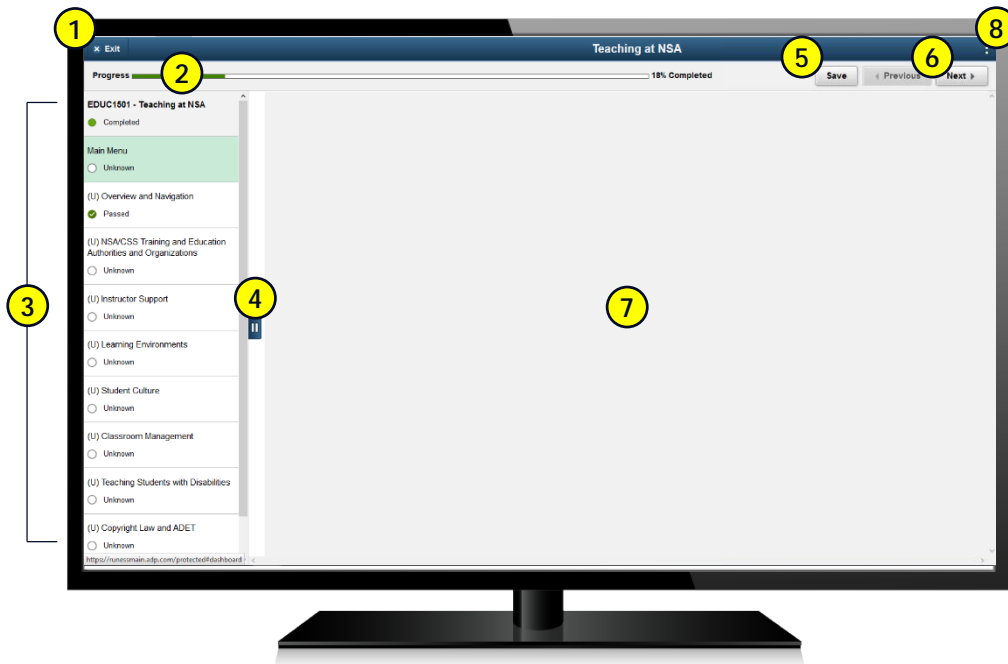 1
8
× Exit
Teaching at NSA
2
5
6
Progress
18% Completed
Save
Previous
Next
EDUC1501 - Teaching at NSA
Completed
Main Menu
Unknown
(U) Overview and Navigation
Passed
(U) NSA/CSS Training and Education
Authorities and Organizations
Unknown
3
4
7
(U) Instructor Support
Unknown
(U) Learning Environments
Unknown
(U) Student Culture
Unknown
(U) Classroom Management
Unknown
(U) Teaching Students with Disabilities
Unknown
(U) Copyright Law and ADET
Unknown
https://runessmain.adp.com/protected#dashboard